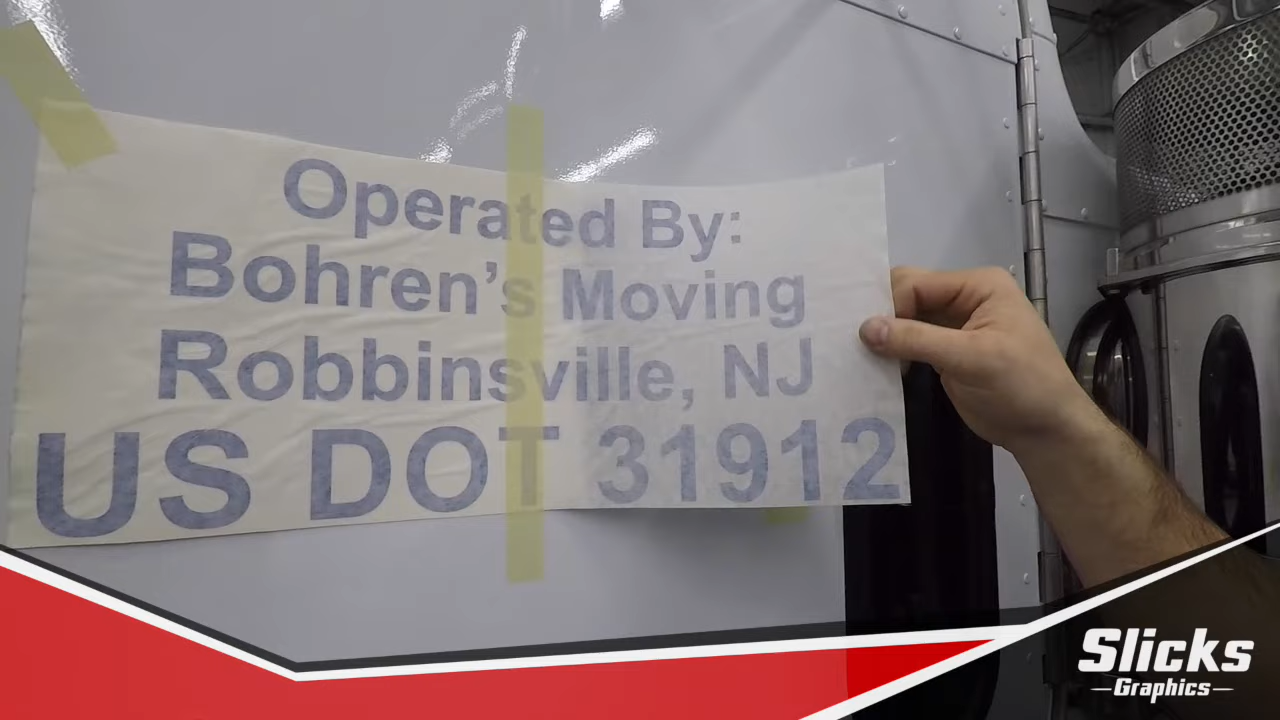 Operated By:
Bohren's Moving
Robbinsville, NJ
US DOT 31912
Slicks
Graphics